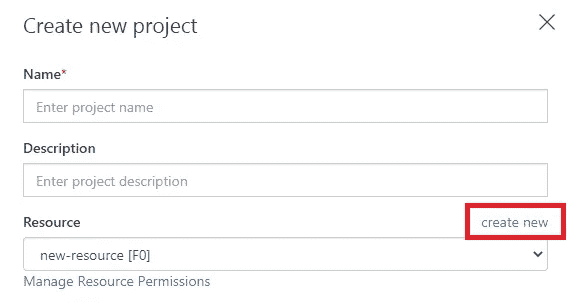 Create new project
Name*
Enter project name
Description
Enter project description
Resource create new
new-resource [F0]
Manage Resource Permissions